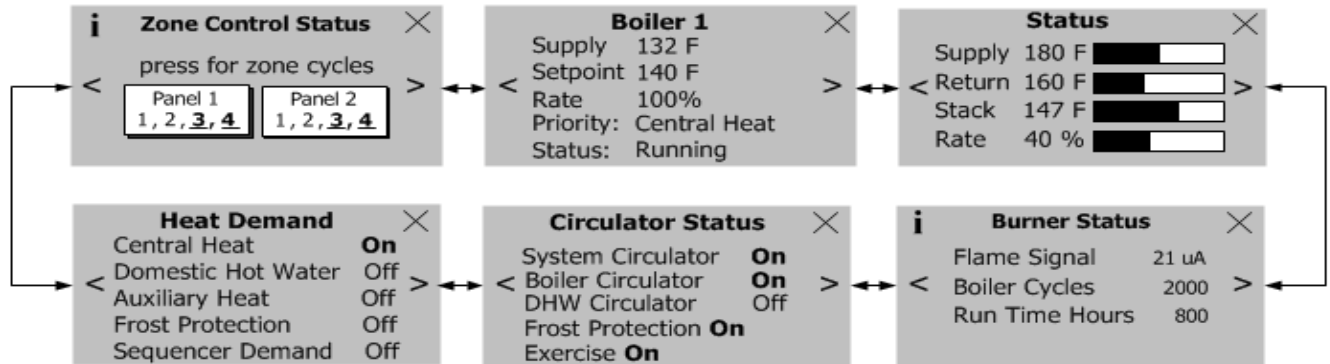 i Zone Control Status ×
press for zone cycles
< >
Panel 1
1, 2, 3, 4
Panel 2
1, 2, 3, 4
Boiler 1 ×
Supply 132 F
< Setpoint 140 F >
Rate 100%
Priority: Central Heat
Status: Running
Status ×
Supply 180 F
< Return 160 F >
Stack 147 F
Rate 40 %
Heat Demand ×
Central Heat On
< Domestic Hot Water Off >
Auxiliary Heat Off
Frost Protection Off
Sequencer Demand Off
Circulator Status ×
System Circulator On
< Boiler Circulator On >
DHW Circulator Off
Frost Protection On
Exercise On
i Burner Status ×
Flame Signal 21 uA
< Boiler Cycles 2000 >
Run Time Hours 800